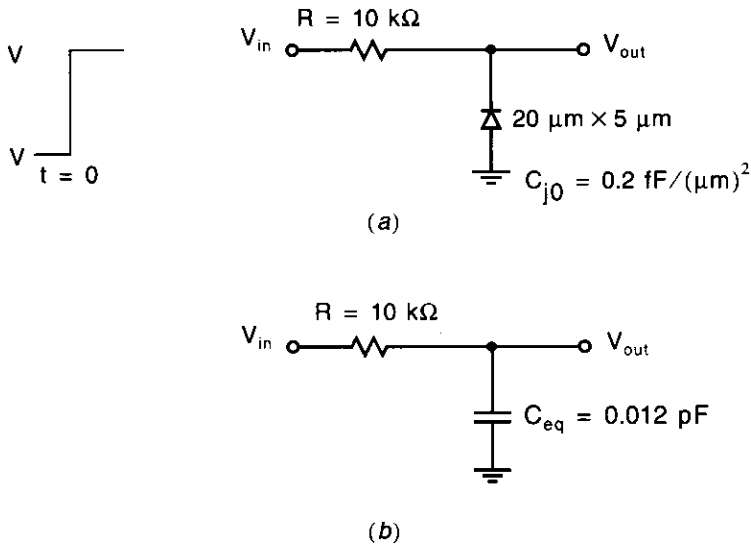 R = 10 kΩ
V
V_in
V_out
20 μm × 5 μm
V
t = 0
C_j0 = 0.2 fF/(μm)²
(a)
R = 10 kΩ
V_in
V_out
C_eq = 0.012 pF
(b)